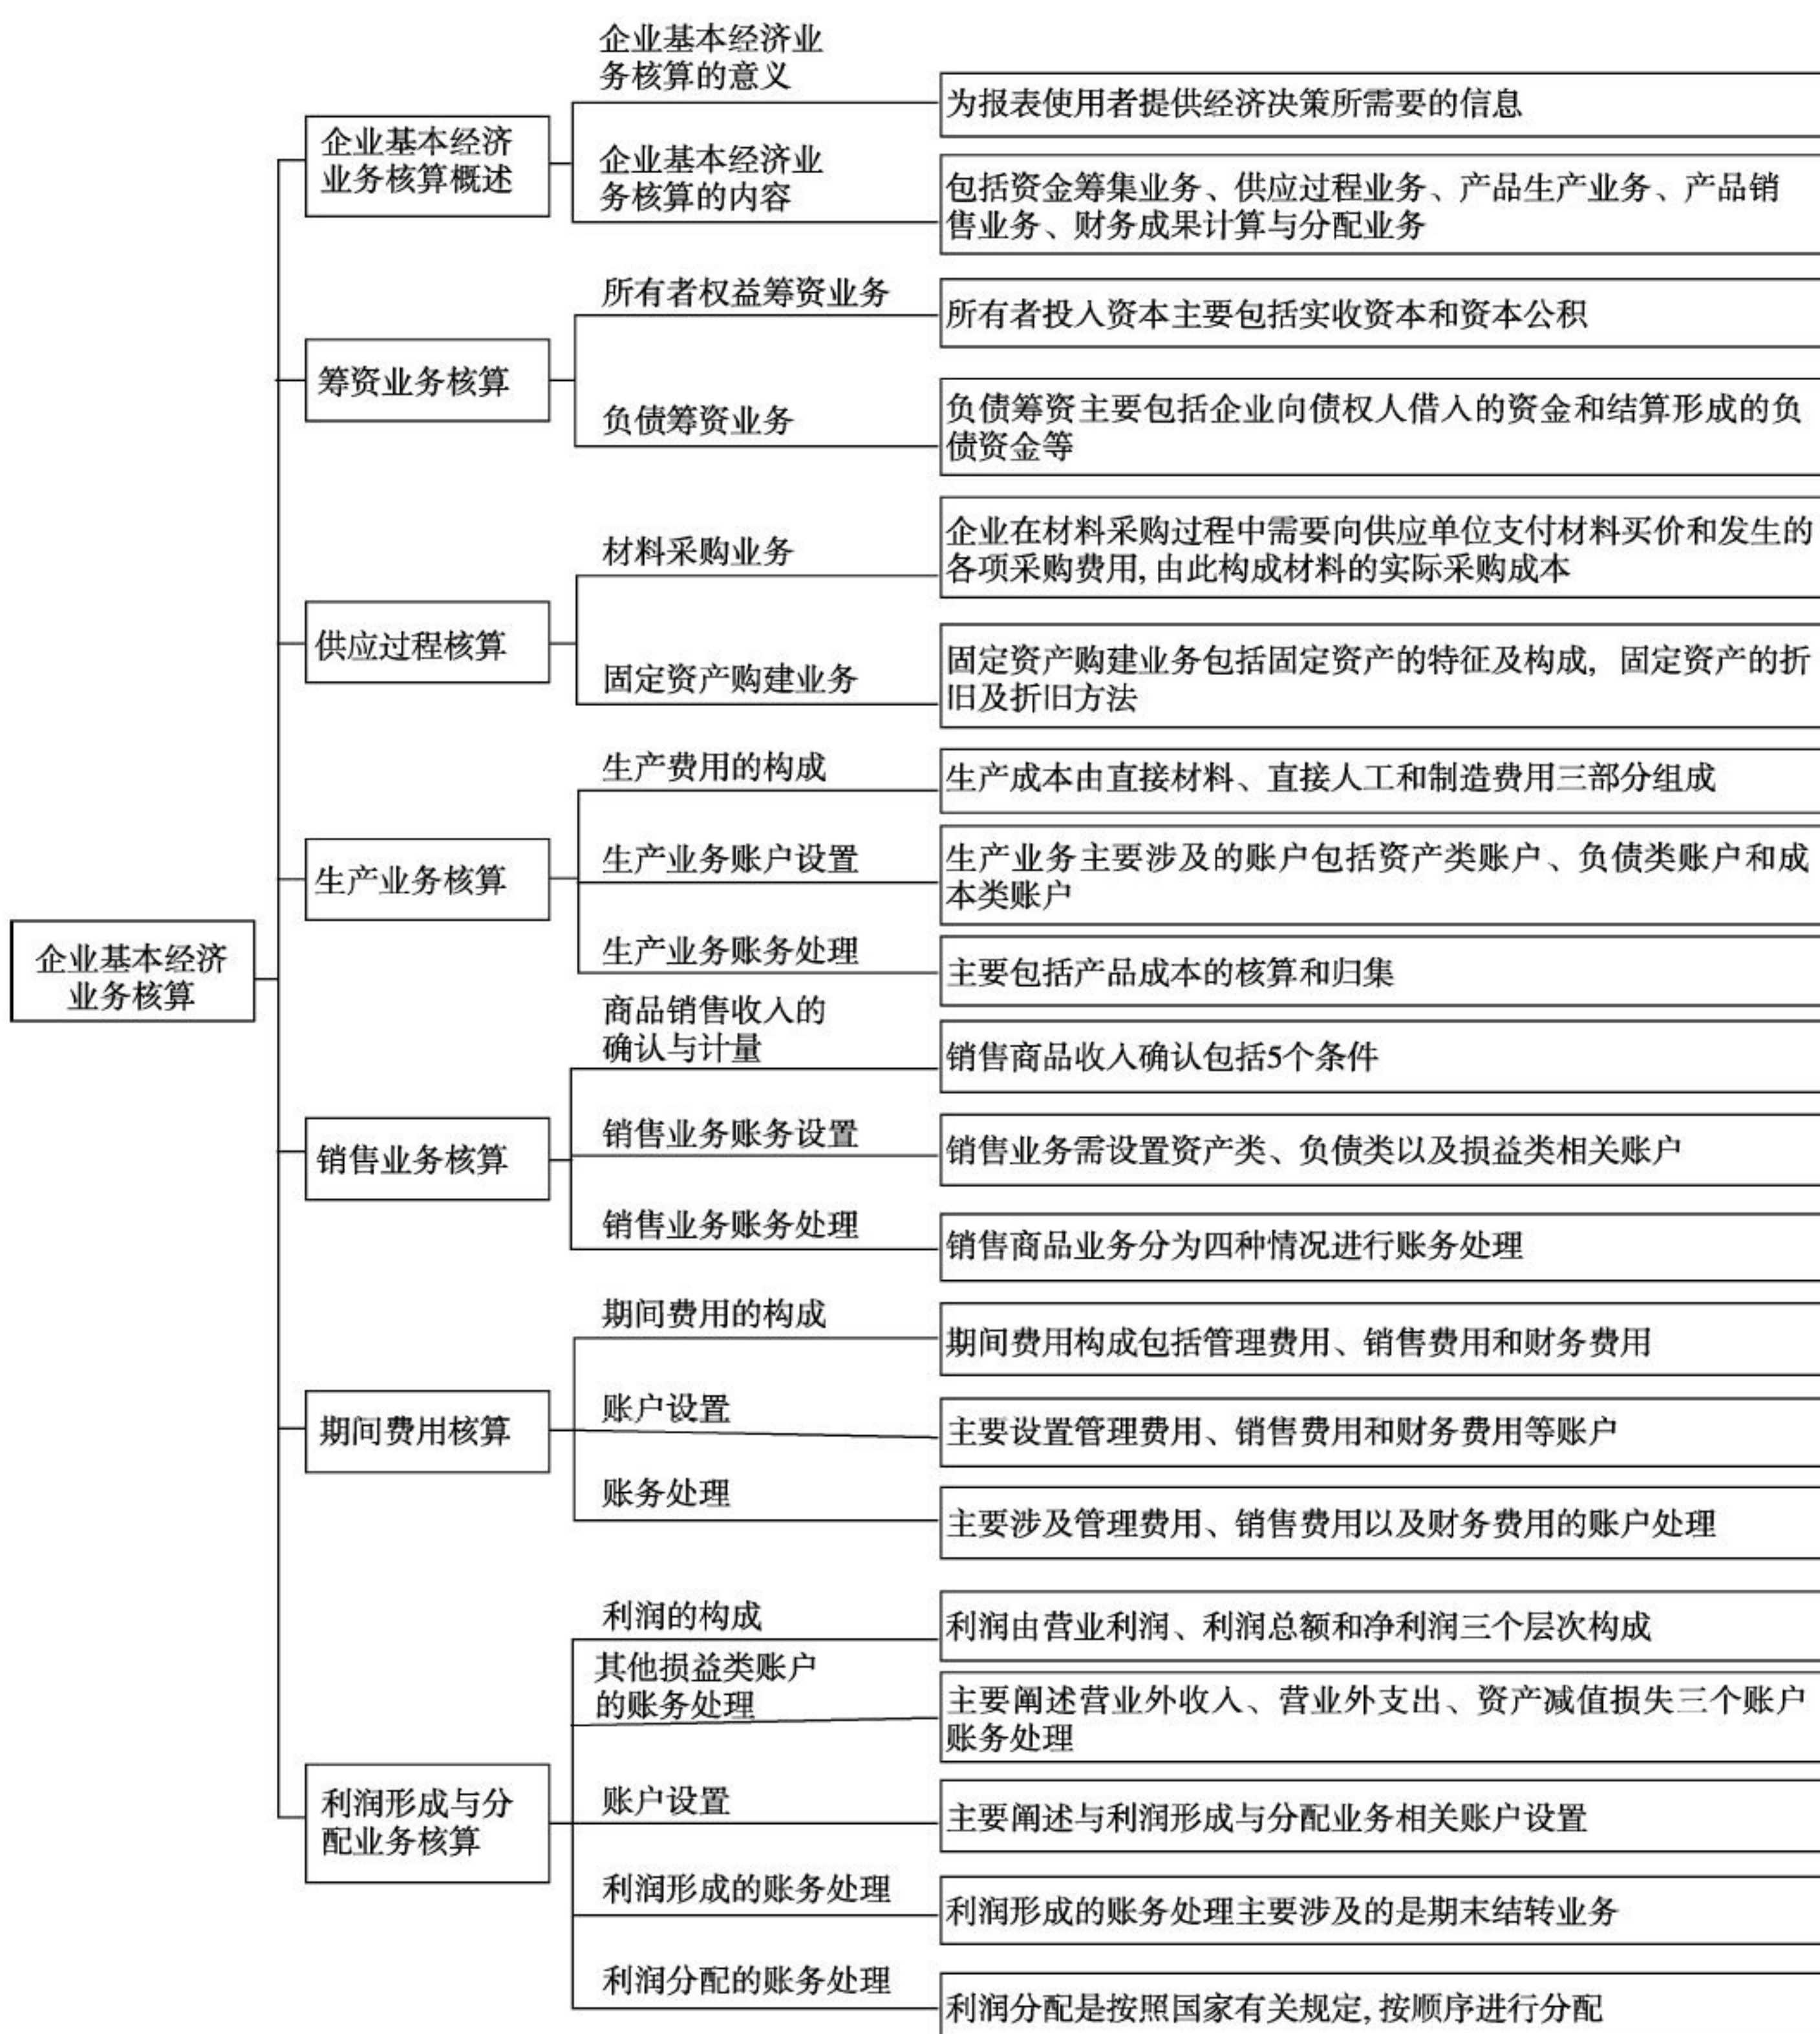 企业基本经济
业务核算
企业基本经济
业务核算概述
企业基本经济业
务核算的意义
为报表使用者提供经济决策所需要的信息
企业基本经济业
务核算的内容
包括资金筹集业务、供应过程业务、产品生产业务、产品销
售业务、财务成果计算与分配业务
筹资业务核算
所有者权益筹资业务
所有者投入资本主要包括实收资本和资本公积
负债筹资业务
负债筹资主要包括企业向债权人借入的资金和结算形成的负
债资金等
供应过程核算
材料采购业务
企业在材料采购过程中需要向供应单位支付材料买价和发生的
各项采购费用,由此构成材料的实际采购成本
固定资产购建业务
固定资产购建业务包括固定资产的特征及构成,固定资产的折
旧及折旧方法
生产业务核算
生产费用的构成
生产成本由直接材料、直接人工和制造费用三部分组成
生产业务账户设置
生产业务主要涉及的账户包括资产类账户、负债类账户和成
本类账户
生产业务账务处理
主要包括产品成本的核算和归集
销售业务核算
商品销售收入的
确认与计量
销售商品收入确认包括5个条件
销售业务账务设置
销售业务需设置资产类、负债类以及损益类相关账户
销售业务账务处理
销售商品业务分为四种情况进行账务处理
期间费用核算
期间费用的构成
期间费用构成包括管理费用、销售费用和财务费用
账户设置
主要设置管理费用、销售费用和财务费用等账户
账务处理
主要涉及管理费用、销售费用以及财务费用的账户处理
利润形成与分
配业务核算
利润的构成
利润由营业利润、利润总额和净利润三个层次构成
其他损益类账户
的账务处理
主要阐述营业外收入、营业外支出、资产减值损失三个账户
账务处理
账户设置
主要阐述与利润形成与分配业务相关账户设置
利润形成的账务处理
利润形成的账务处理主要涉及的是期末结转业务
利润分配的账务处理
利润分配是按照国家有关规定,按顺序进行分配